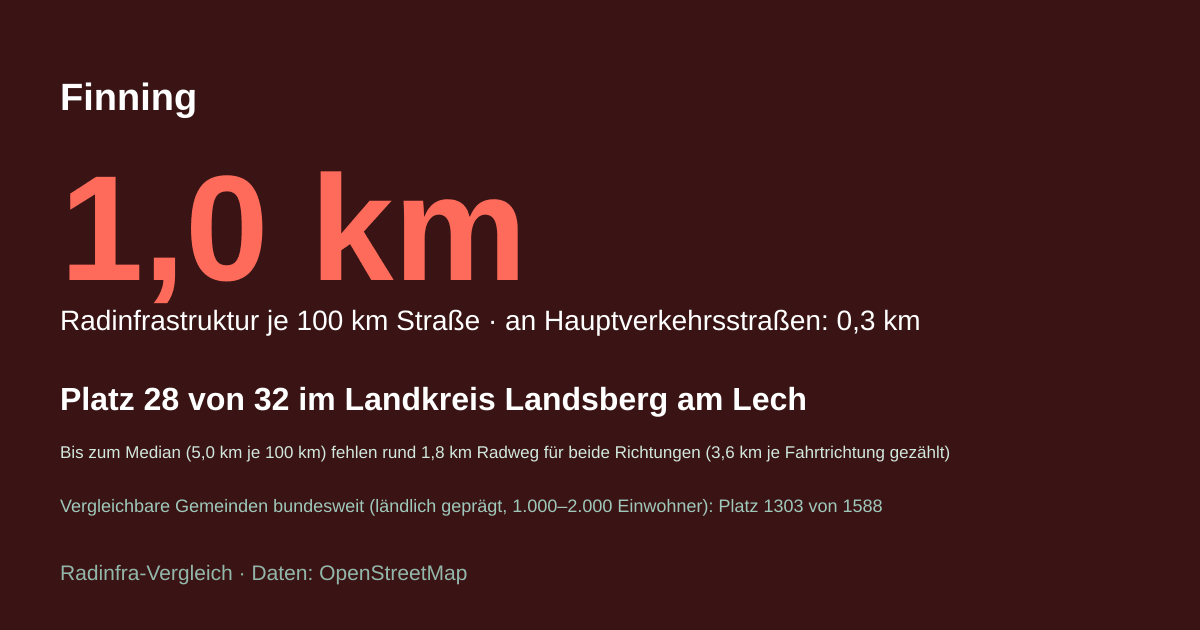 Finning
1,0 km
Radinfrastruktur je 100 km Straße · an Hauptverkehrsstraßen: 0,3 km
Platz 28 von 32 im Landkreis Landsberg am Lech
Bis zum Median (5,0 km je 100 km) fehlen rund 1,8 km Radweg für beide Richtungen (3,6 km je Fahrtrichtung gezählt)
Vergleichbare Gemeinden bundesweit (ländlich geprägt, 1.000–2.000 Einwohner): Platz 1303 von 1588
Radinfra-Vergleich · Daten: OpenStreetMap